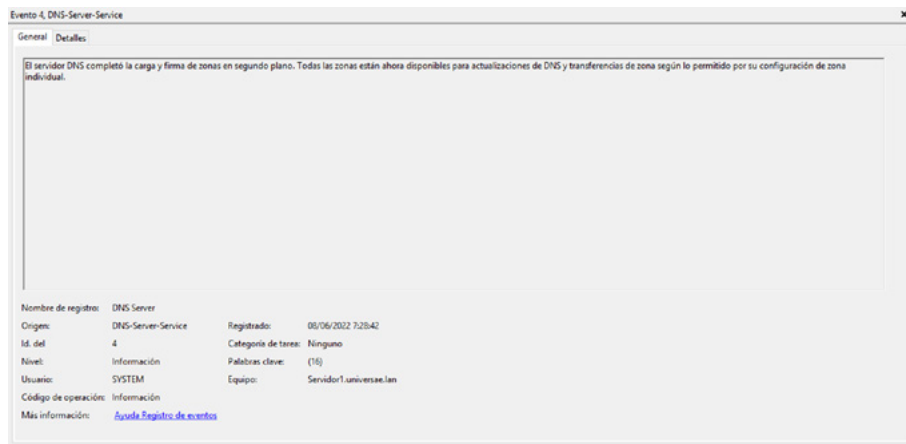 Evento 4, DNS-Server-Service
General Detalles
El servidor DNS completó la carga y firma de zonas en segundo plano. Todas las zonas están ahora disponibles para actualizaciones de DNS y transferencias de zona según lo permitido por su configuración de zona
individual.
Nombre de registro: DNS Server
Origen: DNS-Server-Service Registrado: 08/06/2022 7:28:42
Id. del 4 Categoría de tarea: Ninguno
Nivel: Información Palabras clave: (16)
Usuario: SYSTEM Equipo: Servidor1.universae.lan
Código de operación: Información
Más información: Ayuda Registro de eventos